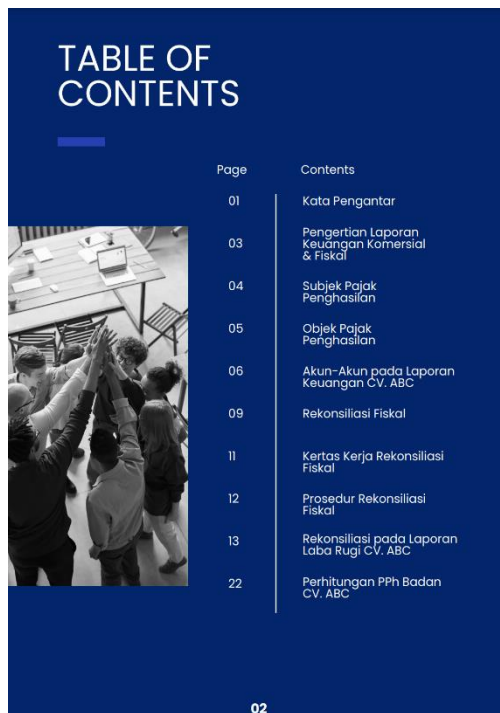 TABLE OF
CONTENTS
Page Contents
01 Kata Pengantar
03 Pengertian Laporan
Keuangan Komersial
& Fiskal
04 Subjek Pajak
Penghasilan
05 Objek Pajak
Penghasilan
06 Akun-Akun pada Laporan
Keuangan CV. ABC
09 Rekonsiliasi Fiskal
11 Kertas Kerja Rekonsiliasi
Fiskal
12 Prosedur Rekonsiliasi
Fiskal
13 Rekonsiliasi pada Laporan
Laba Rugi CV. ABC
22 Perhitungan PPh Badan
CV. ABC
02